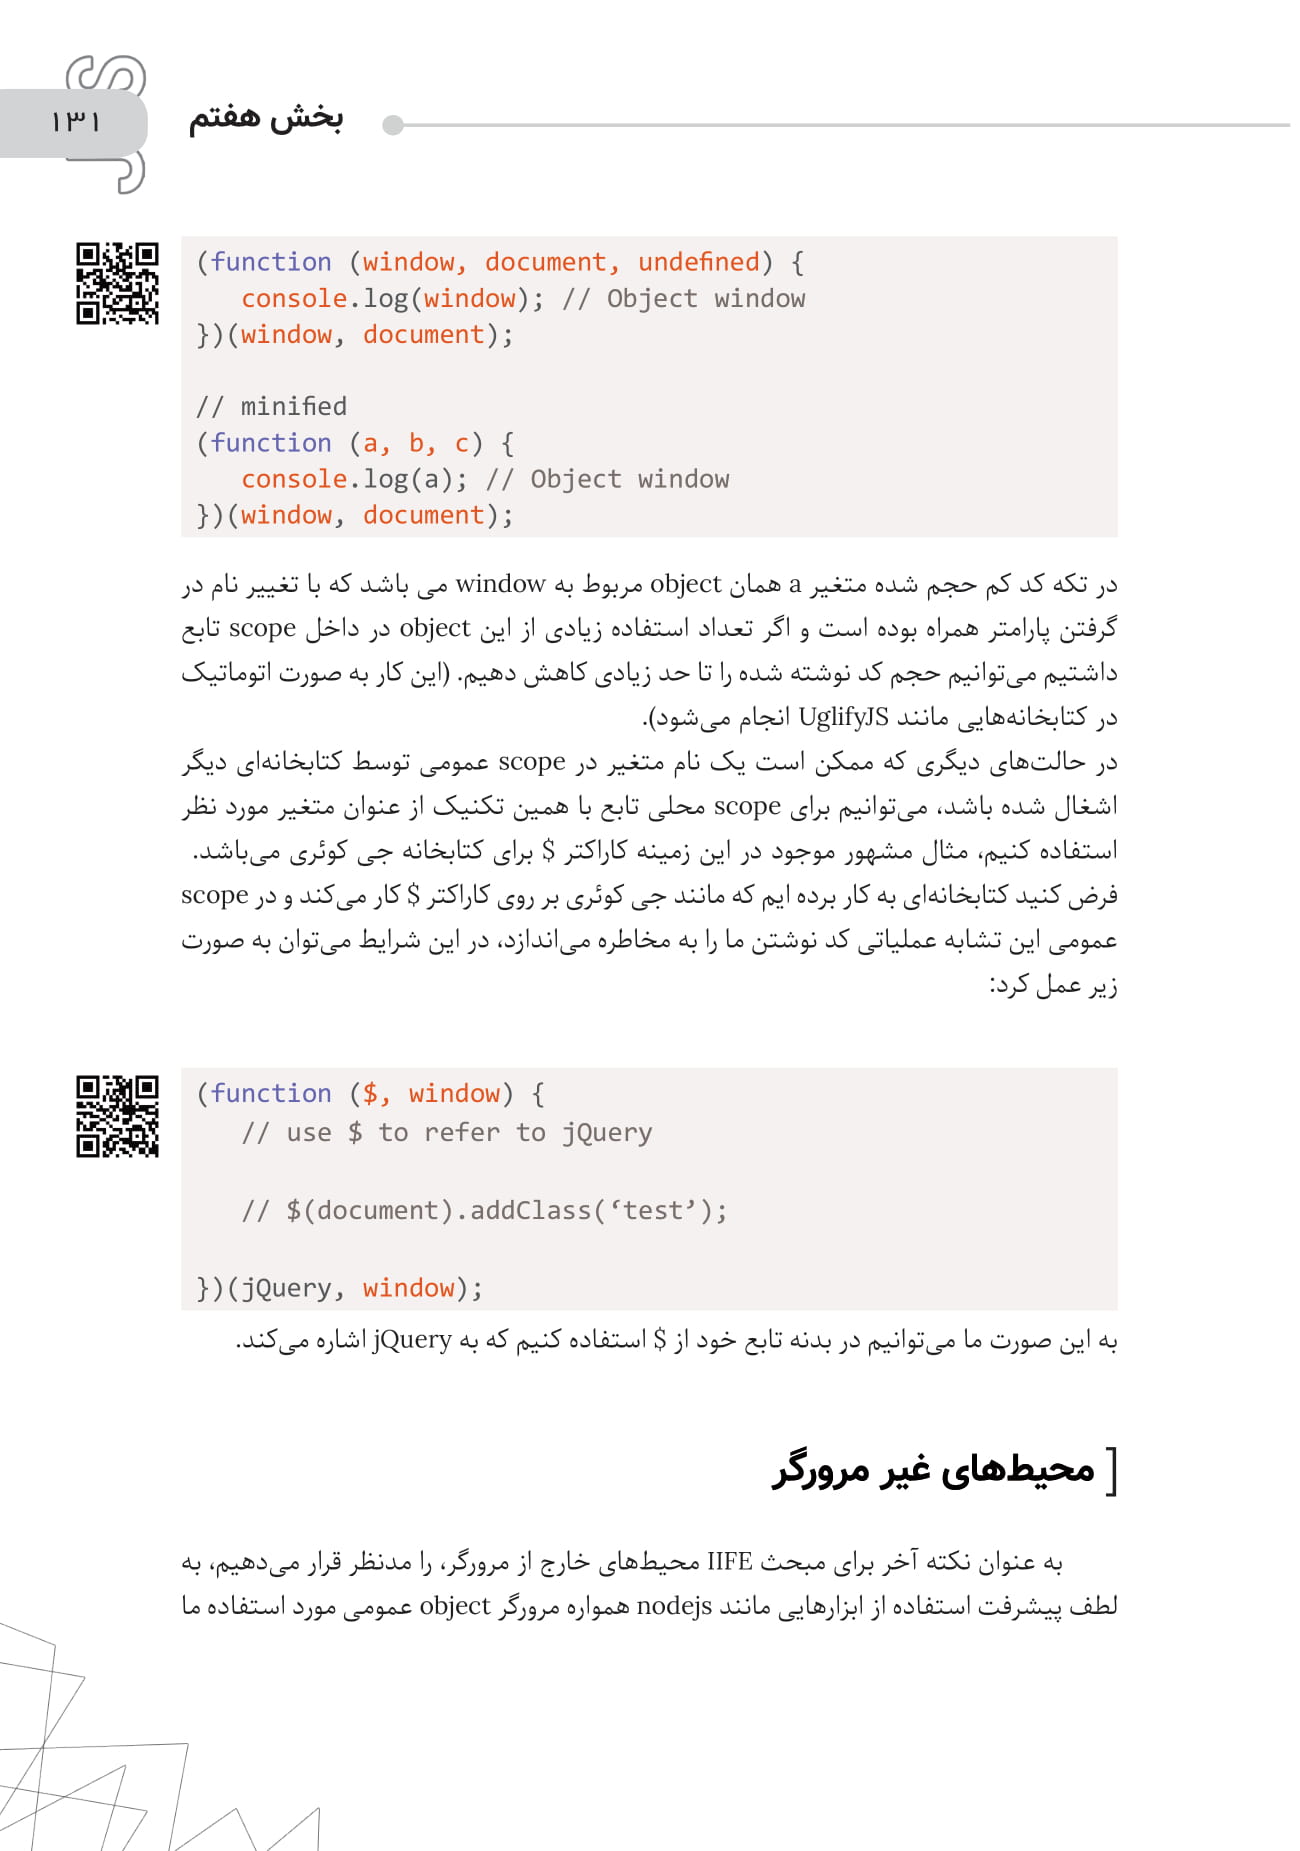 JS
۱۳۱
بخش هفتم
(function (window, document, undefined) {
   console.log(window); // Object window
})(window, document);
// minified
(function (a, b, c) {
   console.log(a); // Object window
})(window, document);
در تکه کد کم حجم شده متغیر a همان object مربوط به window می باشد که با تغییر نام در
گرفتن پارامتر همراه بوده است و اگر تعداد استفاده زیادی از این object در داخل scope تابع
داشتیم می‌توانیم حجم کد نوشته شده را تا حد زیادی کاهش دهیم. (این کار به صورت اتوماتیک
در کتابخانه‌هایی مانند UglifyJS انجام می‌شود).
در حالت‌های دیگری که ممکن است یک نام متغیر در scope عمومی توسط کتابخانه‌ای دیگر
اشغال شده باشد، می‌توانیم برای scope محلی تابع با همین تکنیک از عنوان متغیر مورد نظر
استفاده کنیم، مثال مشهور موجود در این زمینه کاراکتر $ برای کتابخانه جی کوئری می‌باشد.
فرض کنید کتابخانه‌ای به کار برده ایم که مانند جی کوئری بر روی کاراکتر $ کار می‌کند و در scope
عمومی این تشابه عملیاتی کد نوشتن ما را به مخاطره می‌اندازد، در این شرایط می‌توان به صورت
زیر عمل کرد:
(function ($, window) {
   // use $ to refer to jQuery
   // $(document).addClass(‘test’);
})(jQuery, window);
به این صورت ما می‌توانیم در بدنه تابع خود از $ استفاده کنیم که به jQuery اشاره می‌کند.
[ محیط‌های غیر مرورگر
به عنوان نکته آخر برای مبحث IIFE محیط‌های خارج از مرورگر، را مدنظر قرار می‌دهیم، به
لطف پیشرفت استفاده از ابزارهایی مانند nodejs همواره مرورگر object عمومی مورد استفاده ما